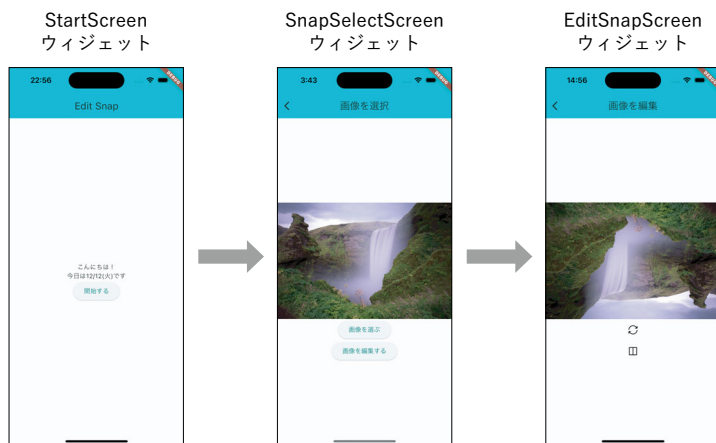 StartScreen
ウィジェット
SnapSelectScreen
ウィジェット
EditSnapScreen
ウィジェット
22:56
DEBUG
Edit Snap
こんにちは！
今日は12/12(火)です
開始する
3:43
DEBUG
画像を選択
画像を選ぶ
画像を編集する
14:56
DEBUG
画像を編集